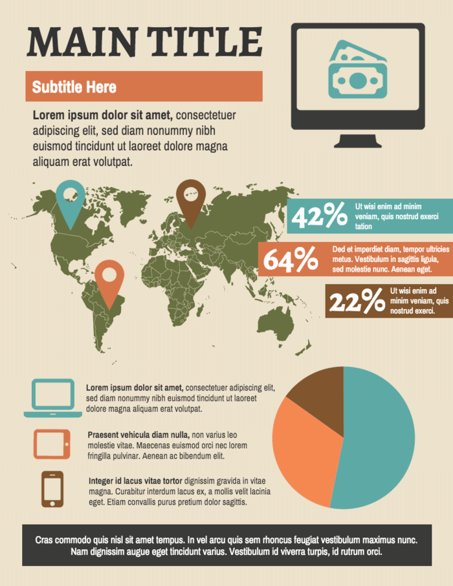 MAIN TITLE
Subtitle Here
Lorem ipsum dolor sit amet, consectetuer
adipiscing elit, sed diam nonummy nibh
euismod tincidunt ut laoreet dolore magna
aliquam erat volutpat.
42%
Ut wisi enim ad minim
veniam, quis nostrud exerci
tation
64%
Ded et imperdiet diam, tempor ultricies
metus. Vestibulum in sagittis ligula,
sed molestie nunc. Aenean eget.
22%
Ut wisi enim ad
minim veniam, quis
nostrud exerci.
Lorem ipsum dolor sit amet, consectetuer adipiscing elit,
sed diam nonummy nibh euismod tincidunt ut laoreet
dolore magna aliquam erat volutpat.
Praesent vehicula diam nulla, non varius leo
molestie vitae. Maecenas euismod orci nec lorem
fringilla pulvinar. Aenean ac bibendum elit.
Integer id lacus vitae tortor dignissim gravida in vitae
magna. Curabitur interdum lacus ex, a mollis velit lacinia
eget. Etiam convallis purus pretium dolor sagittis.
Cras commodo quis nisl sit amet tempus. In vel arcu quis sem rhoncus feugiat vestibulum maximus nunc.
Nam dignissim augue eget tincidunt varius. Vestibulum id viverra turpis, id rutrum orci.